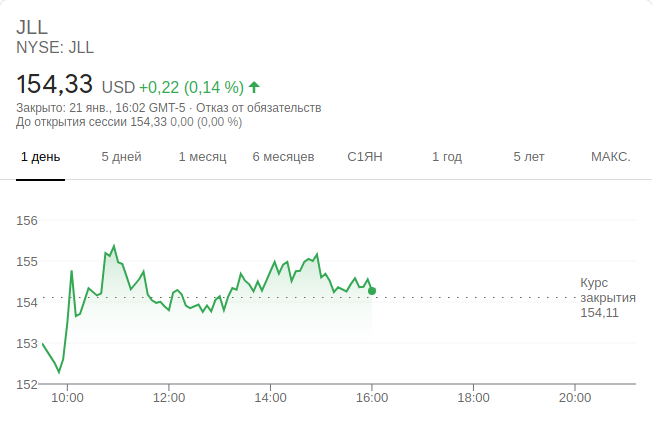 JLL
NYSE: JLL
154,33 USD +0,22 (0,14 %)
Закрыто: 21 янв., 16:02 GMT-5 · Отказ от обязательств
До открытия сессии 154,33 0,00 (0,00 %)
1 день 5 дней 1 месяц 6 месяцев С1ЯН 1 год 5 лет МАКС.
156
155
154
153
152
Курс
закрытия
154,11
10:00 12:00 14:00 16:00 18:00 20:00